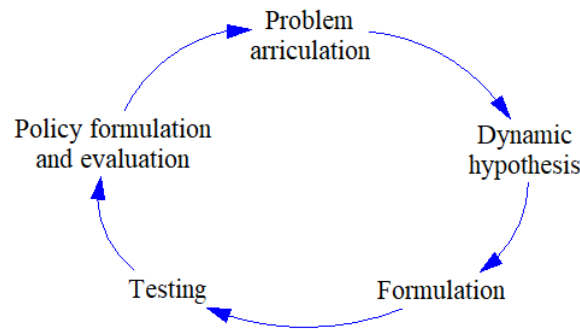 Problem
arriculation
Dynamic
hypothesis
Formulation
Testing
Policy formulation
and evaluation